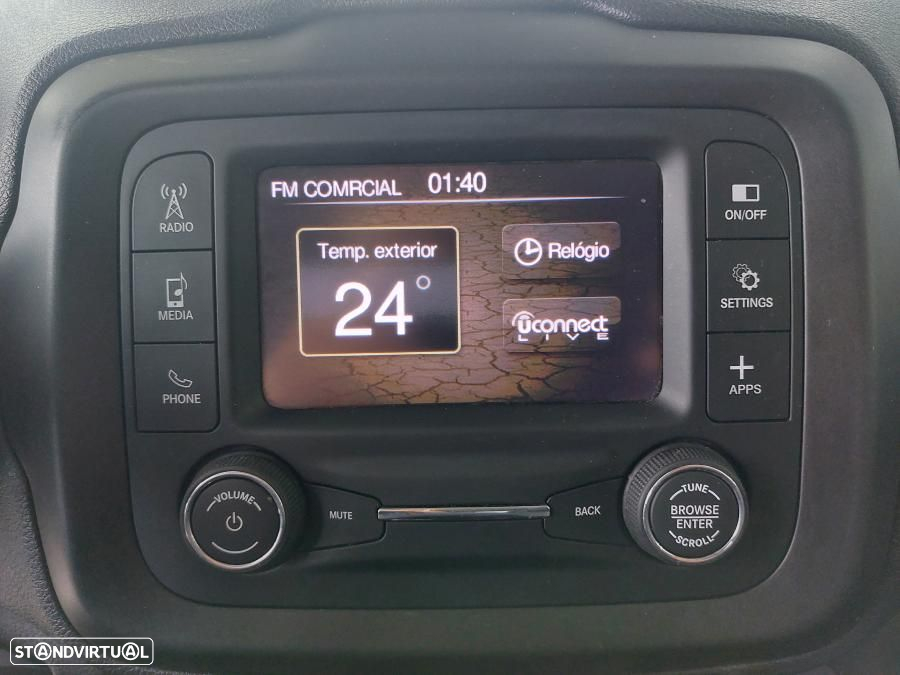 FM COMRCIAL 01:40
Temp. exterior
24°
Relógio
uconnect
LIVE
RADIO
MEDIA
PHONE
ON/OFF
SETTINGS
APPS
VOLUME
MUTE
BACK
TUNE
BROWSE
ENTER
SCROLL
STANDVIRTUAL